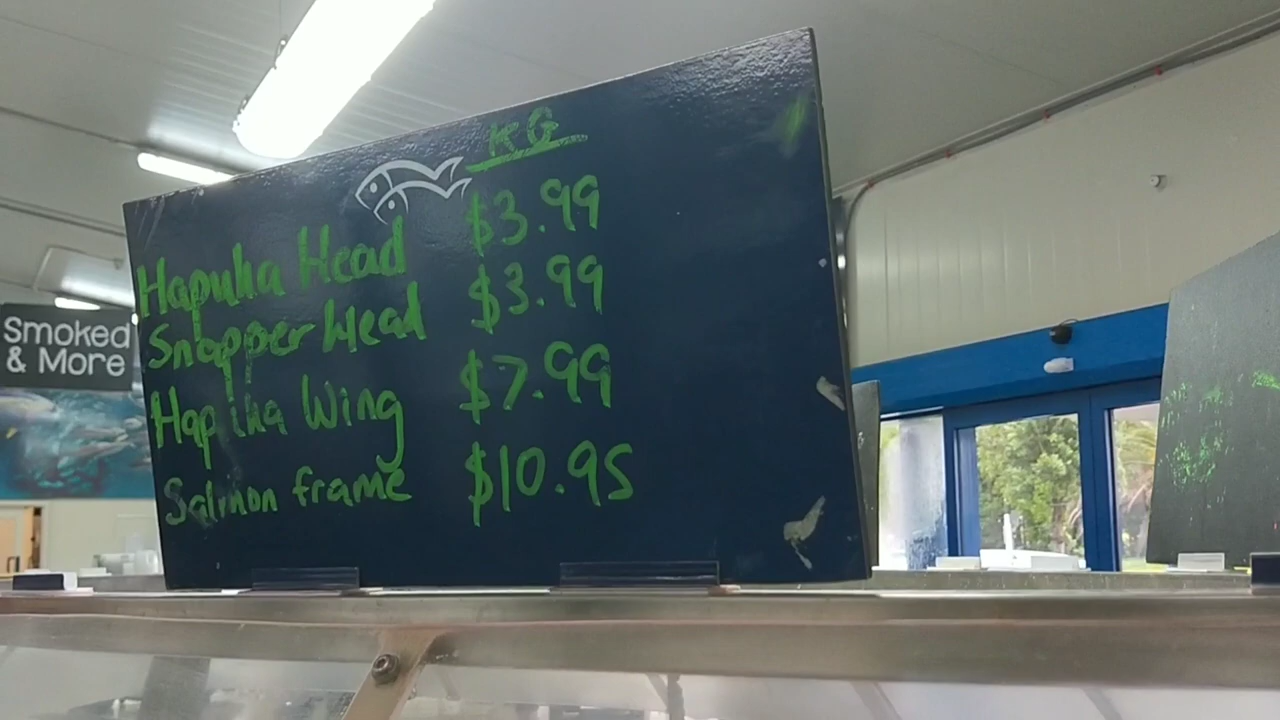 KG
Hapuka Head $3.99
Snapper Head $3.99
Hapuka Wing $7.99
Salmon frame $10.95
Smoked
& More